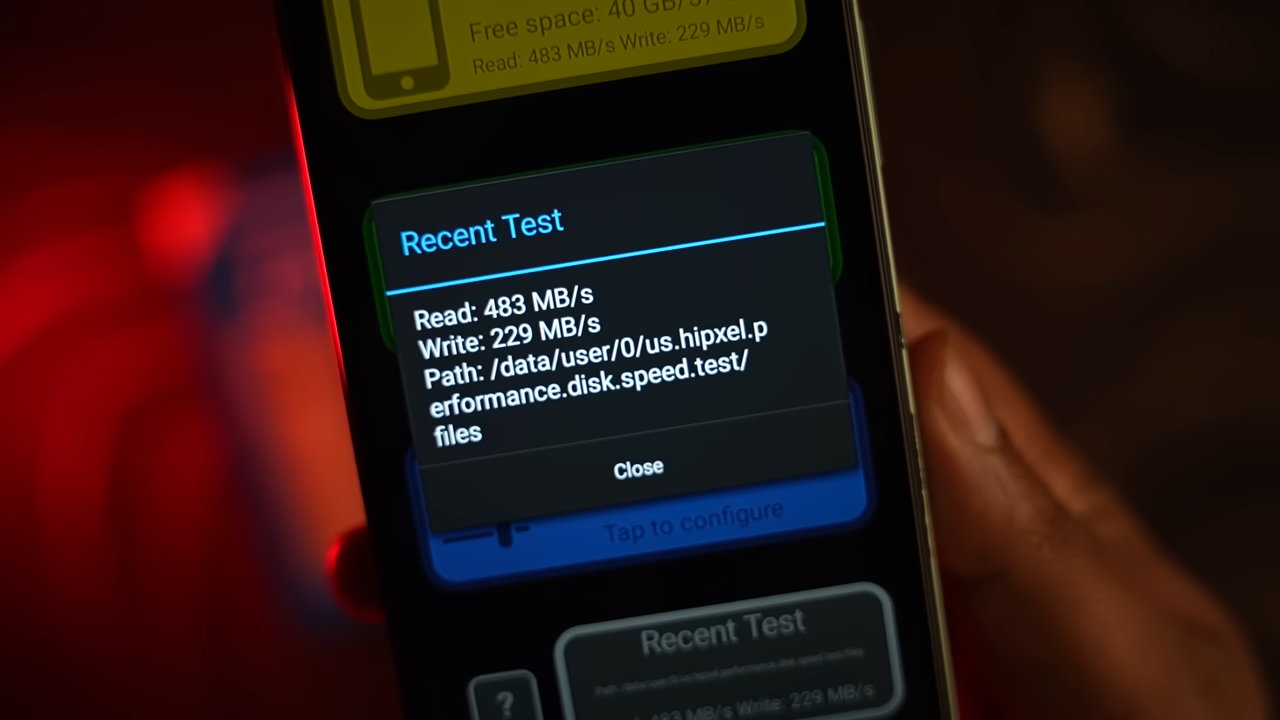 Free space: 40 GB/57
Read: 483 MB/s Write: 229 MB/s
Recent Test
Read: 483 MB/s
Write: 229 MB/s
Path: /data/user/0/us.hipxel.p
erformance.disk.speed.test/
files
Close
Tap to configure
Recent Test
483 MB/s Write: 229 MB/s
?